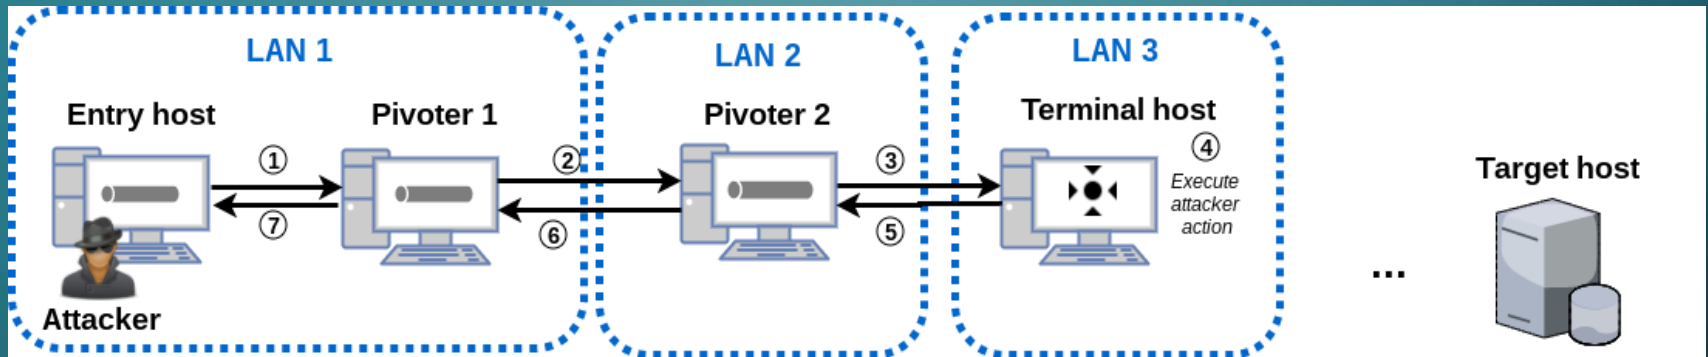 LAN 1
LAN 2
LAN 3
Entry host
Pivoter 1
Pivoter 2
Terminal host
Target host
①
②
③
④
Execute
attacker
action
⑦
⑥
⑤
...
Attacker